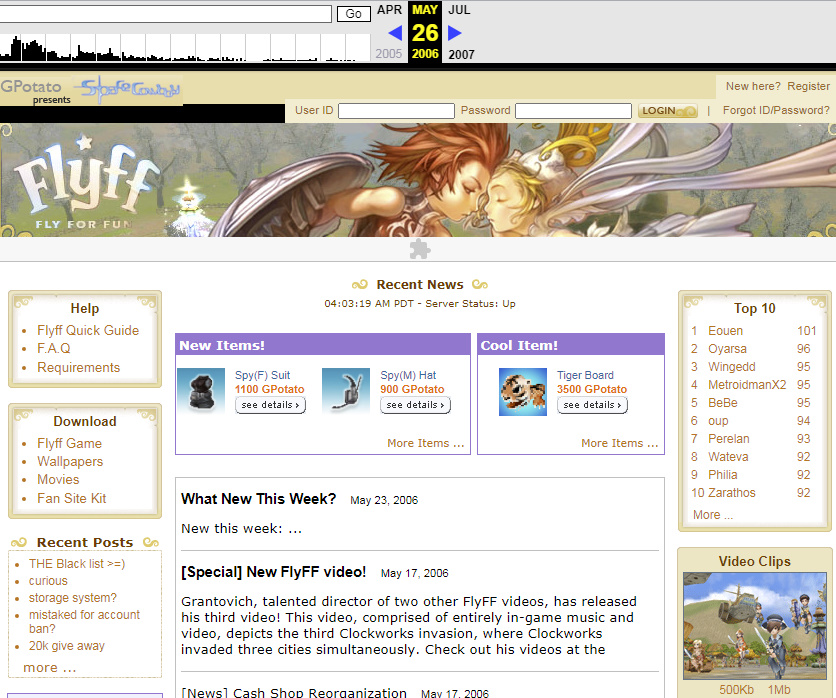 Go
APR MAY JUL
26
2005 2006 2007
GPotato
presents
Space Cowboy
New here? Register
User ID Password LOGIN | Forgot ID/Password?
Flyff
FLY FOR FUN
Recent News
04:03:19 AM PDT - Server Status: Up
Help
Flyff Quick Guide
F.A.Q
Requirements
Download
Flyff Game
Wallpapers
Movies
Fan Site Kit
Recent Posts
THE Black list >=)
curious
storage system?
mistaked for account
ban?
20k give away
more ...
New Items!
Spy(F) Suit
1100 GPotato
see details ›
Spy(M) Hat
900 GPotato
see details ›
More Items ...
Cool Item!
Tiger Board
3500 GPotato
see details ›
More Items ...
What New This Week? May 23, 2006
New this week: ...
[Special] New FlyFF video! May 17, 2006
Grantovich, talented director of two other FlyFF videos, has released
his third video! This video, comprised of entirely in-game music and
video, depicts the third Clockworks invasion, where Clockworks
invaded three cities simultaneously. Check out his videos at the
[News] Cash Shop Reorganization May 17, 2006
Top 10
1 Eouen 101
2 Oyarsa 96
3 Wingedd 95
4 MetroidmanX2 95
5 BeBe 95
6 oup 94
7 Perelan 93
8 Wateva 92
9 Philia 92
10 Zarathos 92
More ...
Video Clips
500Kb 1Mb